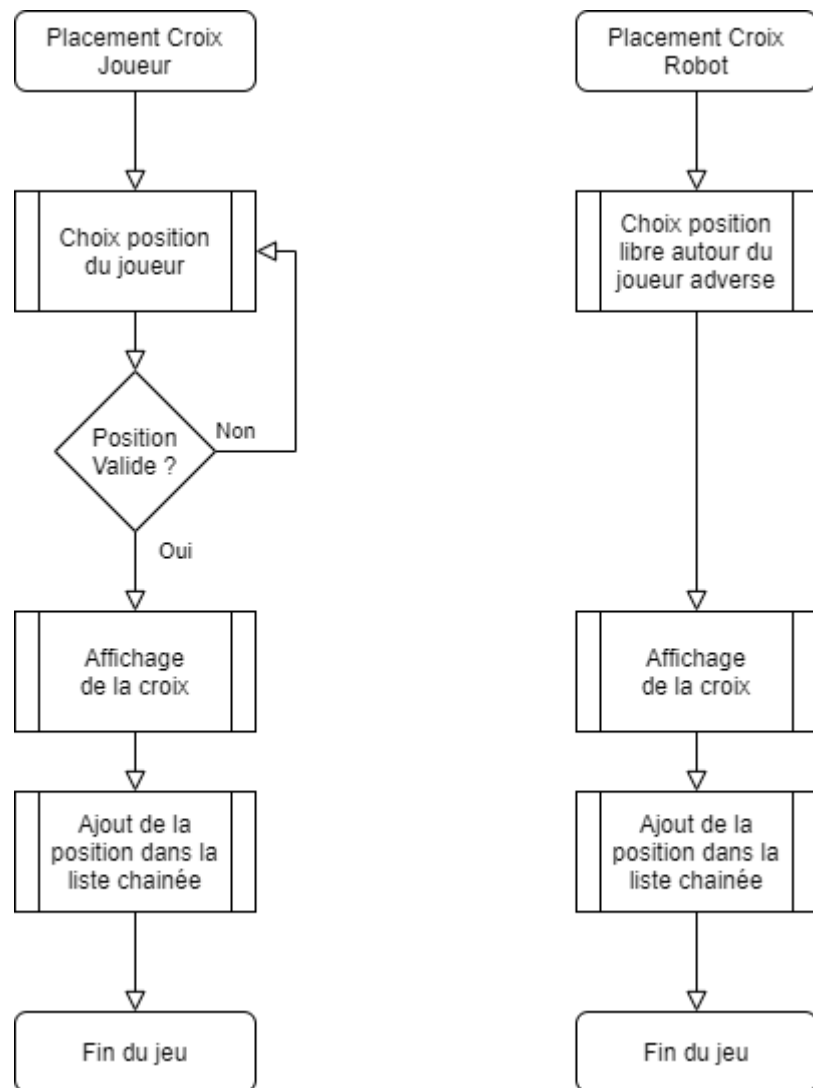 Placement Croix
Joueur
Choix position
du joueur
Position
Valide ?
Non
Oui
Affichage
de la croix
Ajout de la
position dans la
liste chainée
Fin du jeu
Placement Croix
Robot
Choix position
libre autour du
joueur adverse
Affichage
de la croix
Ajout de la
position dans la
liste chainée
Fin du jeu